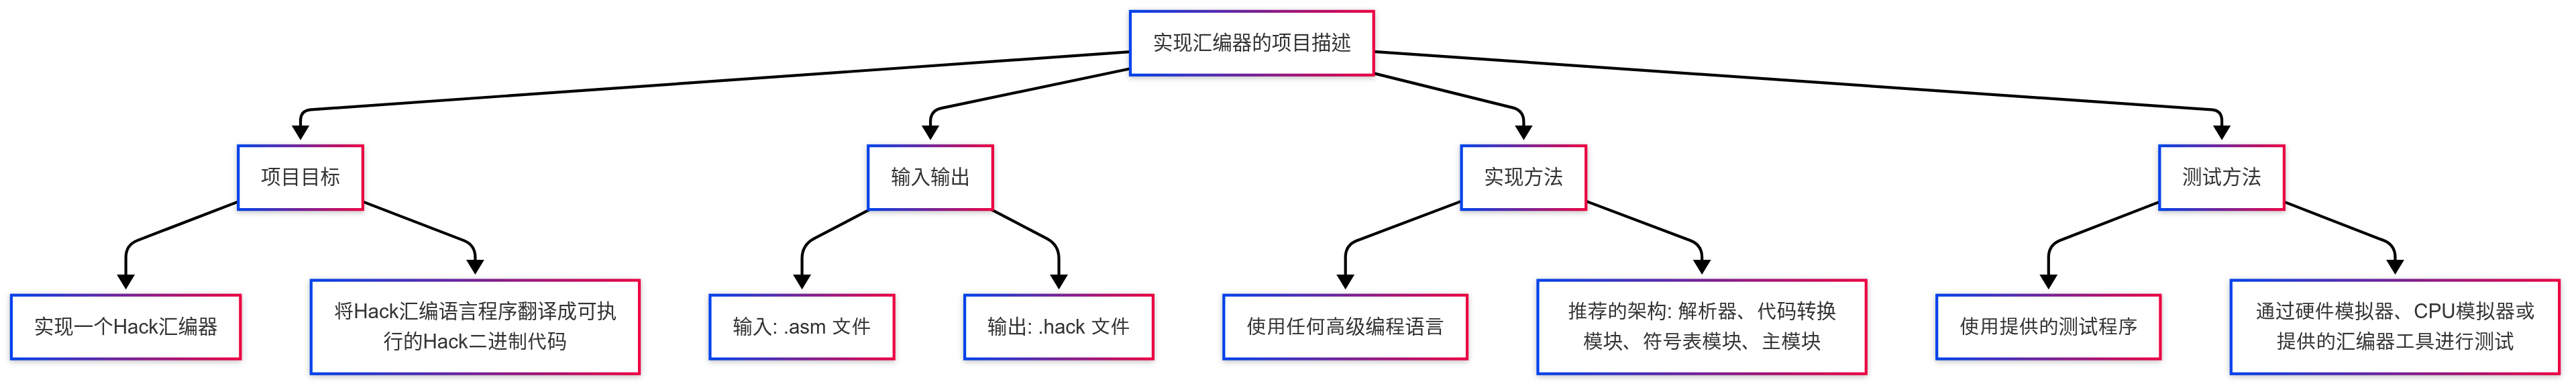 实现汇编器的项目描述
项目目标
输入输出
实现方法
测试方法
实现一个Hack汇编器
将Hack汇编语言程序翻译成可执
行的Hack二进制代码
输入: .asm 文件
输出: .hack 文件
使用任何高级编程语言
推荐的架构: 解析器、代码转换
模块、符号表模块、主模块
使用提供的测试程序
通过硬件模拟器、CPU模拟器或
提供的汇编器工具进行测试